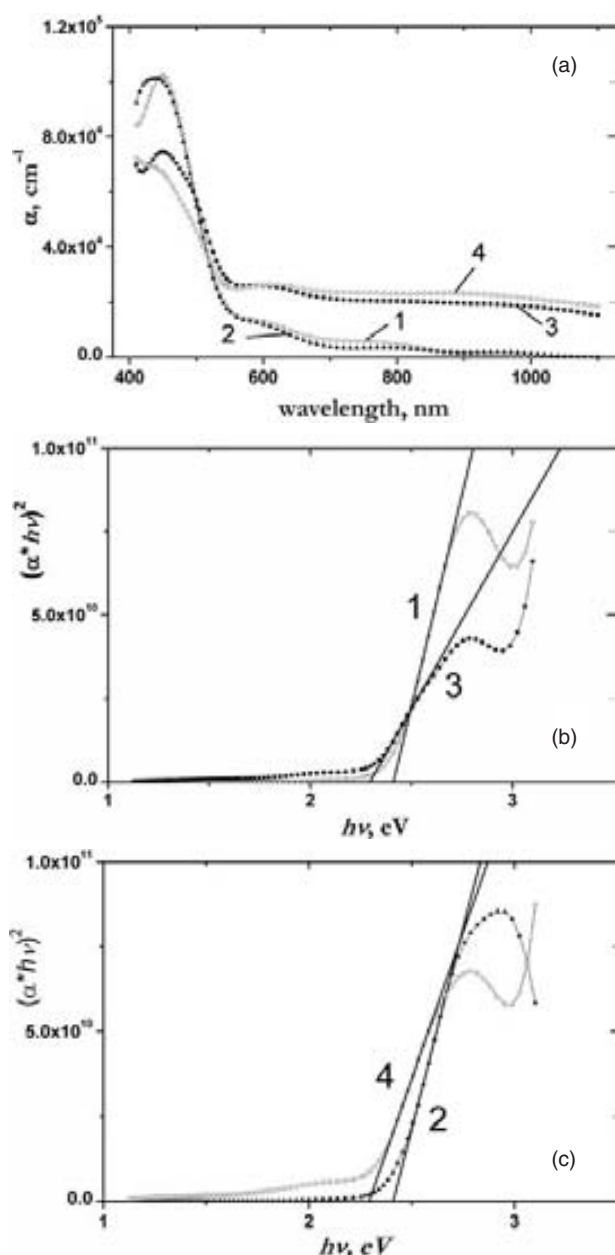 (a)
1.2x10⁵
8.0x10⁴
4.0x10⁴
0.0
α, cm⁻¹
4
3
2
1
400 600 800 1000
wavelength, nm
(b)
1.0x10¹¹
5.0x10¹⁰
0.0
(α*hν)²
1
3
1 2 3
hν, eV
(c)
1.0x10¹¹
5.0x10¹⁰
0.0
(α*hν)²
4
2
1 2 3
hν, eV